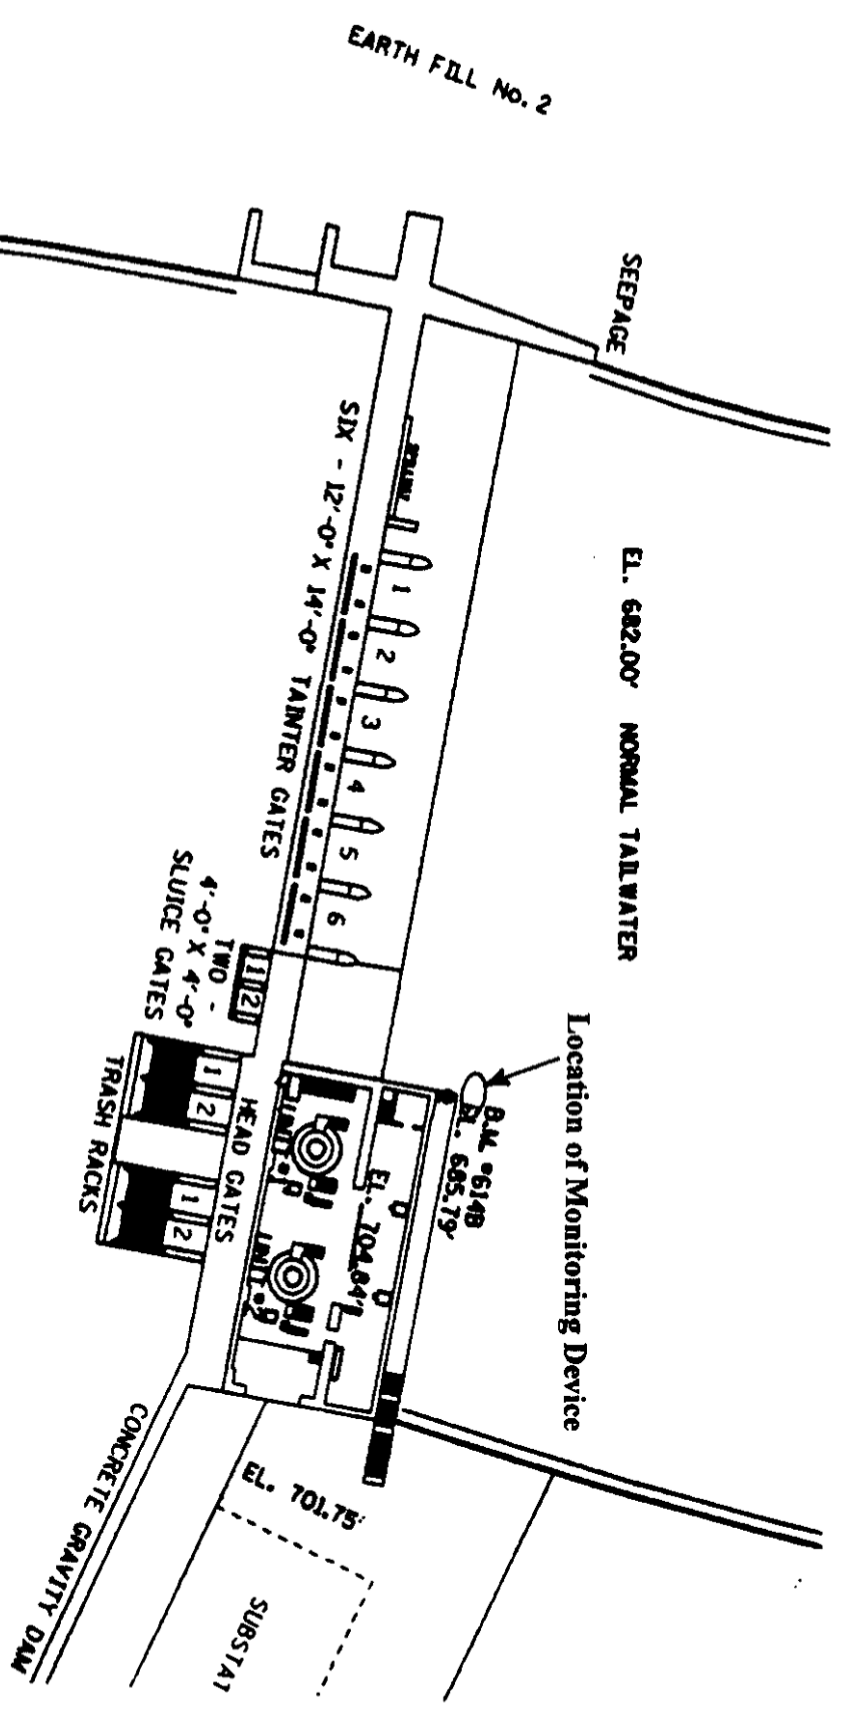 EARTH FILL No. 2
SEEPAGE
SIX - 12'-0" X 14'-0" TAINTER GATES
1
2
3
4
5
6
EL. 682.00' NORMAL TAILWATER
TWO -
4'-0" X 4'-0"
SLUICE GATES
1
2
Location of Monitoring Device
B.M. #614B
EL. 685.79'
1
2
1
2
TRASH RACKS
HEAD GATES
UNIT #1
UNIT #2
EL. 704.84'
CONCRETE GRAVITY DAM
EL. 701.75'
SUBSTAT